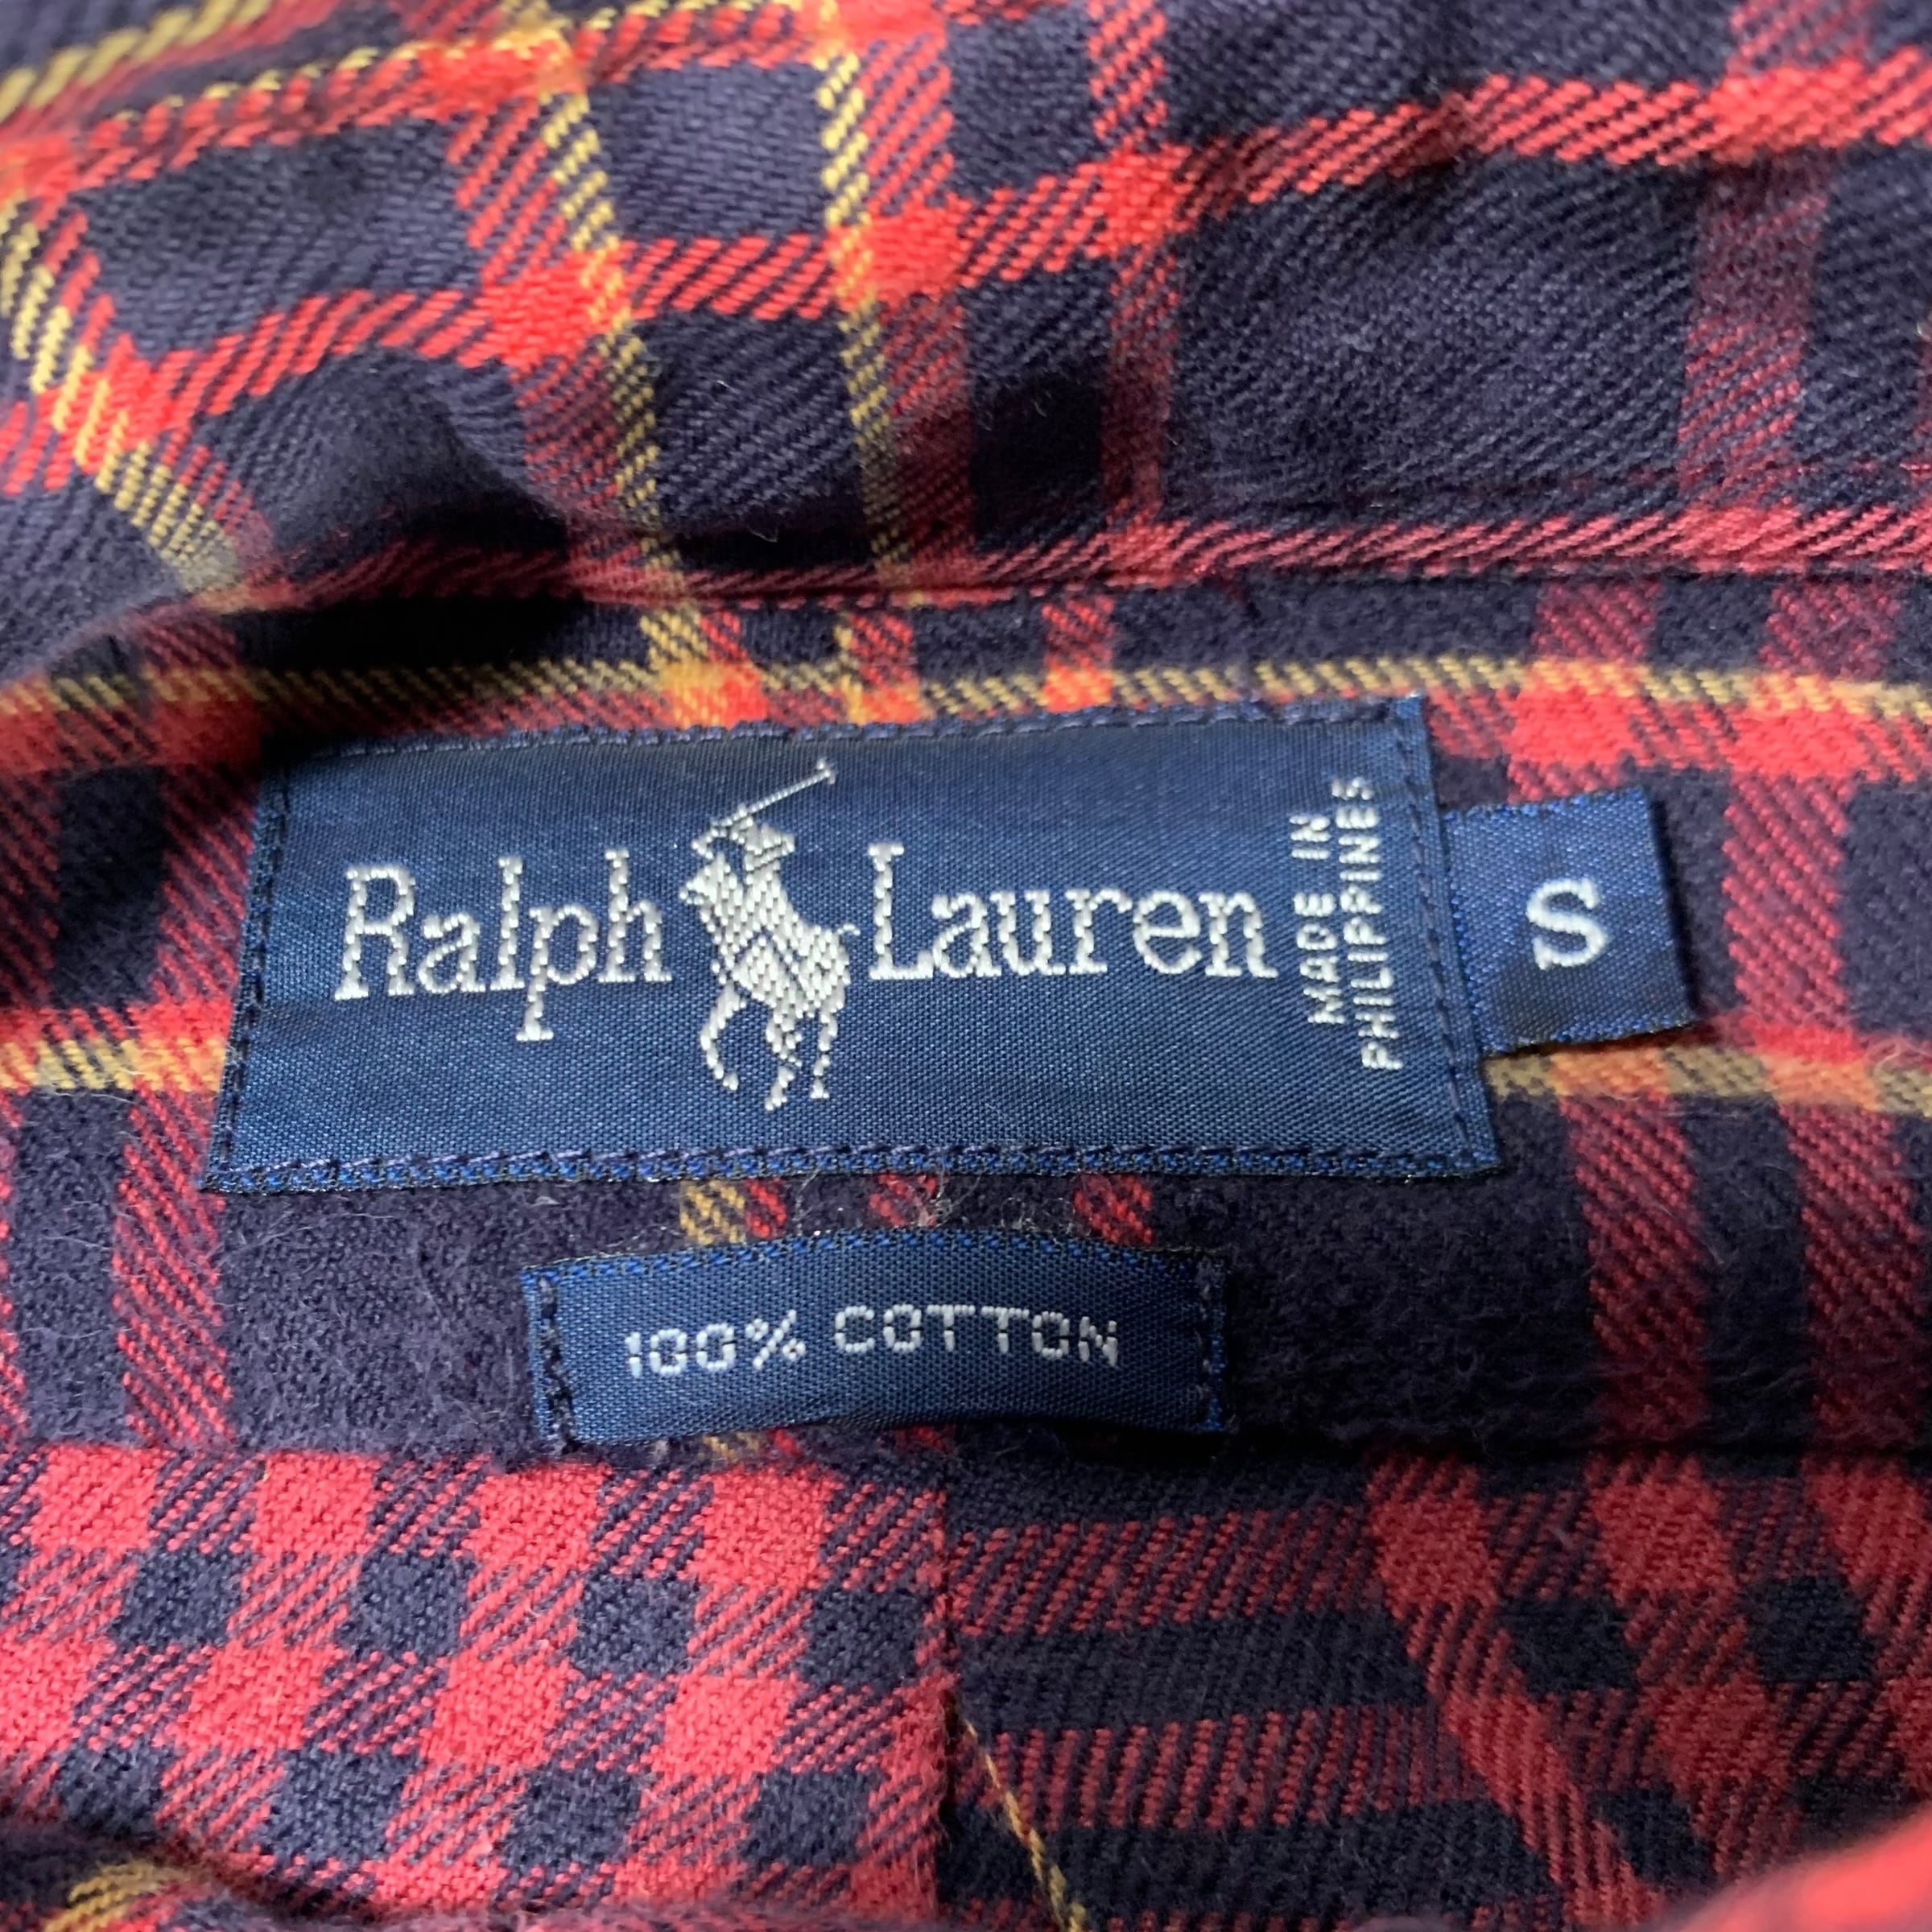 Ralph Lauren
MADE IN
PHILIPPINES
S
100% COTTON